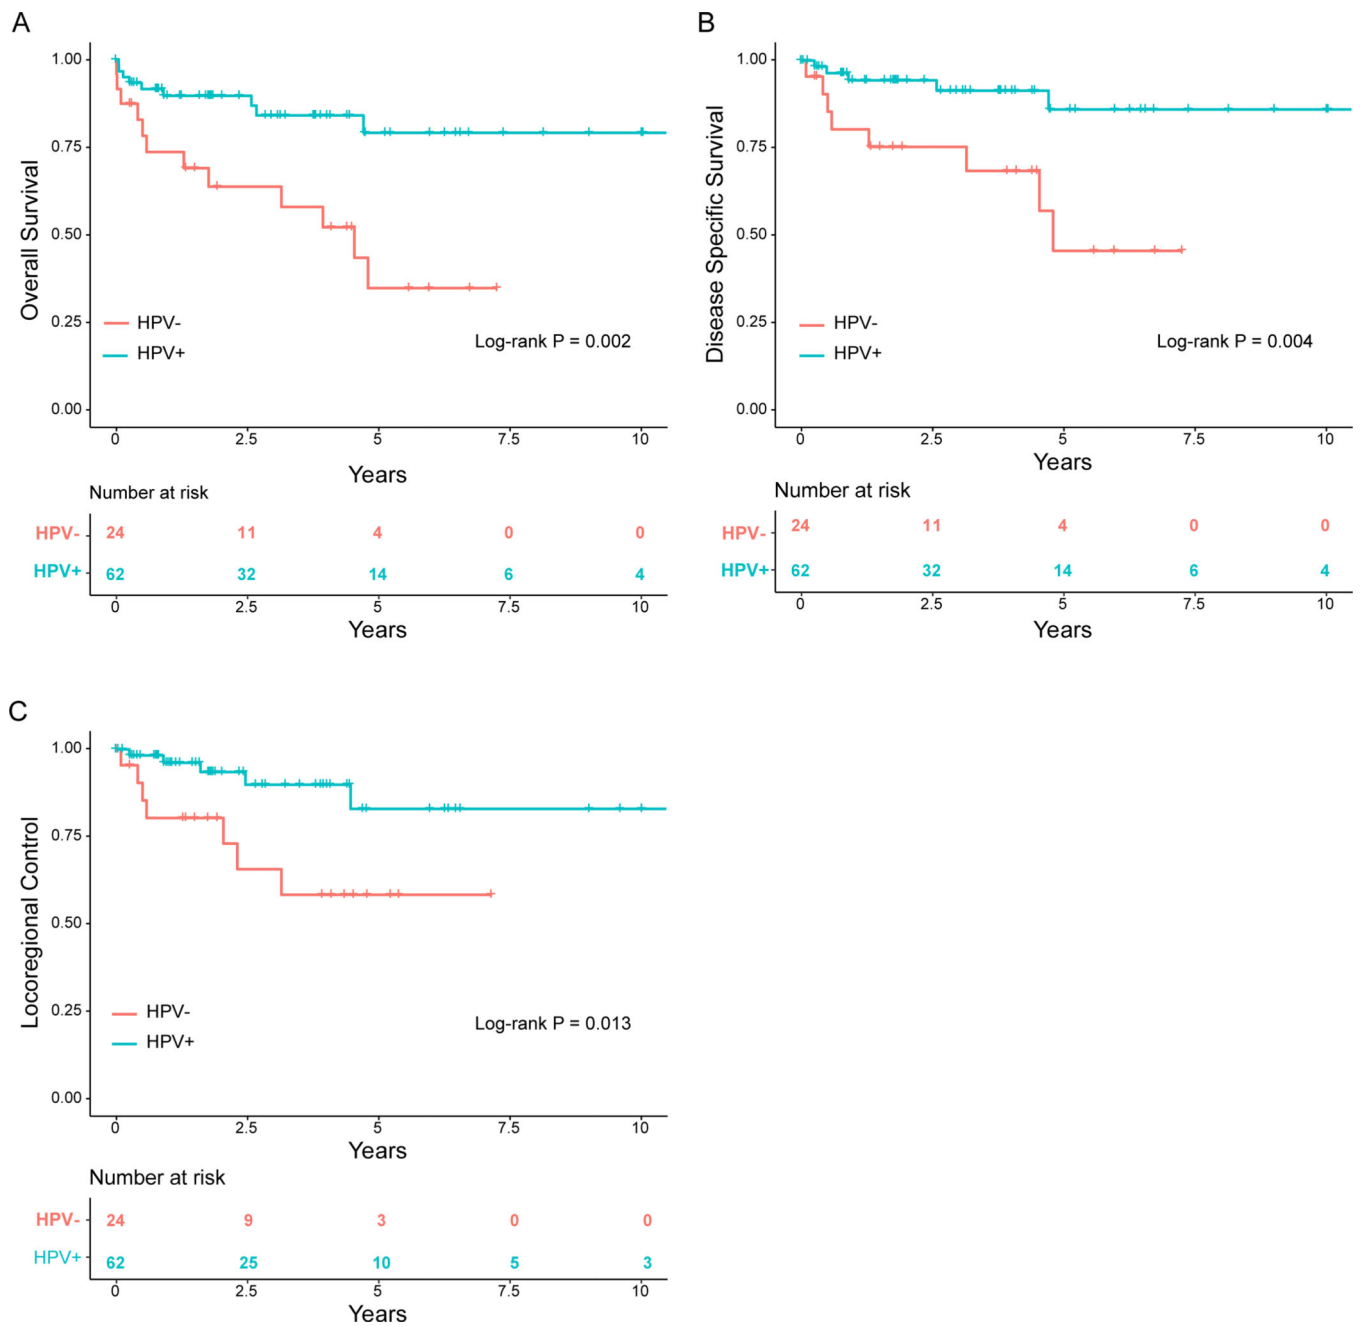 A
1.00
0.75
0.50
0.25
0.00
Overall Survival
HPV-
HPV+
Log-rank P = 0.002
0 2.5 5 7.5 10
Years
Number at risk
HPV- 24 11 4 0 0
HPV+ 62 32 14 6 4
0 2.5 5 7.5 10
Years
B
1.00
0.75
0.50
0.25
0.00
Disease Specific Survival
HPV-
HPV+
Log-rank P = 0.004
0 2.5 5 7.5 10
Years
Number at risk
HPV- 24 11 4 0 0
HPV+ 62 32 14 6 4
0 2.5 5 7.5 10
Years
C
1.00
0.75
0.50
0.25
0.00
Locoregional Control
HPV-
HPV+
Log-rank P = 0.013
0 2.5 5 7.5 10
Years
Number at risk
HPV- 24 9 3 0 0
HPV+ 62 25 10 5 3
0 2.5 5 7.5 10
Years